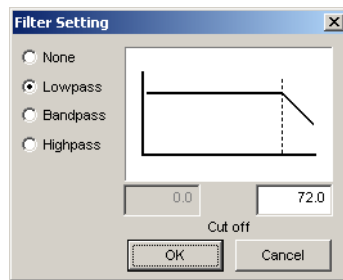 Filter Setting
None
Lowpass
Bandpass
Highpass
0.0 72.0
Cut off
OK Cancel